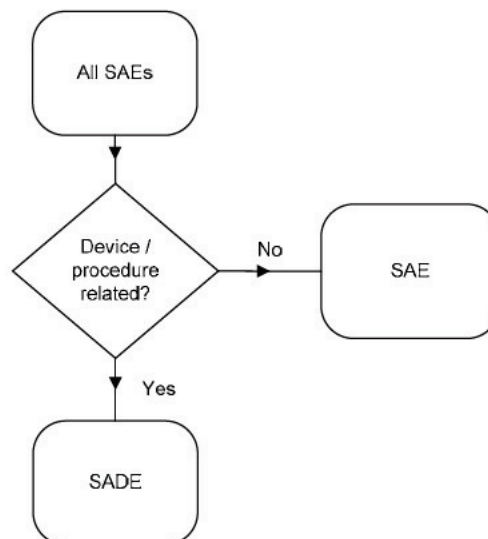 All SAEs
Device /
procedure
related?
No
SAE
Yes
SADE